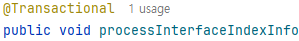 @Transactional 1 usage
public void processInterfaceIndexInfo